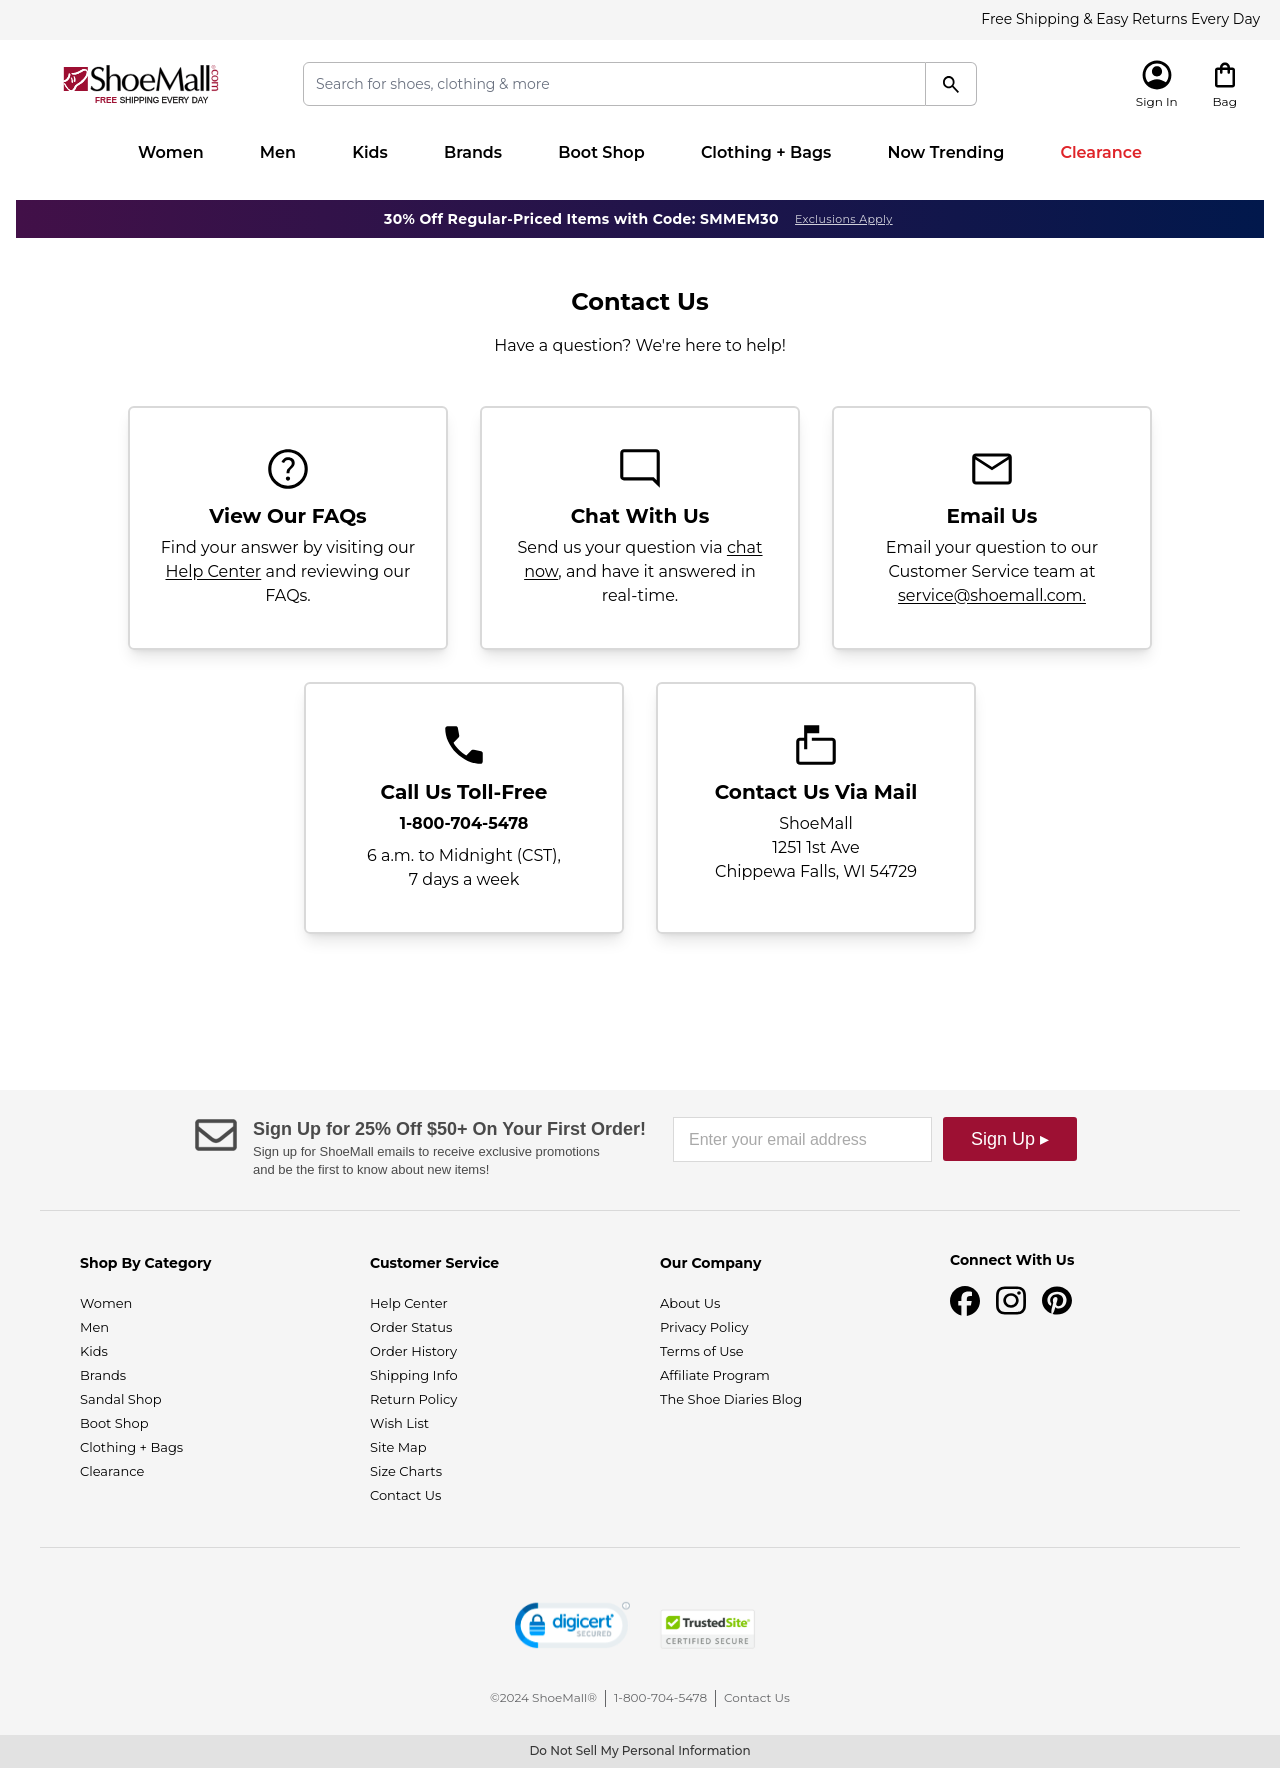 Free Shipping & Easy Returns Every Day
ShoeMall.com
FREE SHIPPING EVERY DAY
Search for shoes, clothing & more
Sign In
Bag
Women
Men
Kids
Brands
Boot Shop
Clothing + Bags
Now Trending
Clearance
30% Off Regular-Priced Items with Code: SMMEM30 Exclusions Apply
Contact Us
Have a question? We're here to help!
View Our FAQs
Find your answer by visiting our
Help Center and reviewing our
FAQs.
Chat With Us
Send us your question via chat
now, and have it answered in
real-time.
Email Us
Email your question to our
Customer Service team at
service@shoemall.com.
Call Us Toll-Free
1-800-704-5478
6 a.m. to Midnight (CST),
7 days a week
Contact Us Via Mail
ShoeMall
1251 1st Ave
Chippewa Falls, WI 54729
Sign Up for 25% Off $50+ On Your First Order!
Sign up for ShoeMall emails to receive exclusive promotions
and be the first to know about new items!
Enter your email address
Sign Up ▸
Shop By Category
Women
Men
Kids
Brands
Sandal Shop
Boot Shop
Clothing + Bags
Clearance
Customer Service
Help Center
Order Status
Order History
Shipping Info
Return Policy
Wish List
Site Map
Size Charts
Contact Us
Our Company
About Us
Privacy Policy
Terms of Use
Affiliate Program
The Shoe Diaries Blog
Connect With Us
digicert
SECURED
TrustedSite
CERTIFIED SECURE
©2024 ShoeMall® | 1-800-704-5478 | Contact Us
Do Not Sell My Personal Information